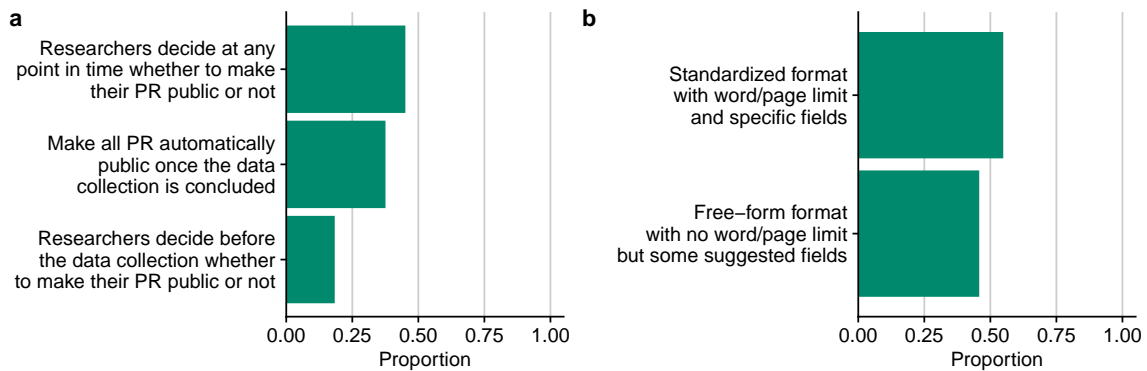 a
Researchers decide at any
point in time whether to make
their PR public or not
Make all PR automatically
public once the data
collection is concluded
Researchers decide before
the data collection whether
to make their PR public or not
0.00 0.25 0.50 0.75 1.00
Proportion
b
Standardized format
with word/page limit
and specific fields
Free−form format
with no word/page limit
but some suggested fields
0.00 0.25 0.50 0.75 1.00
Proportion